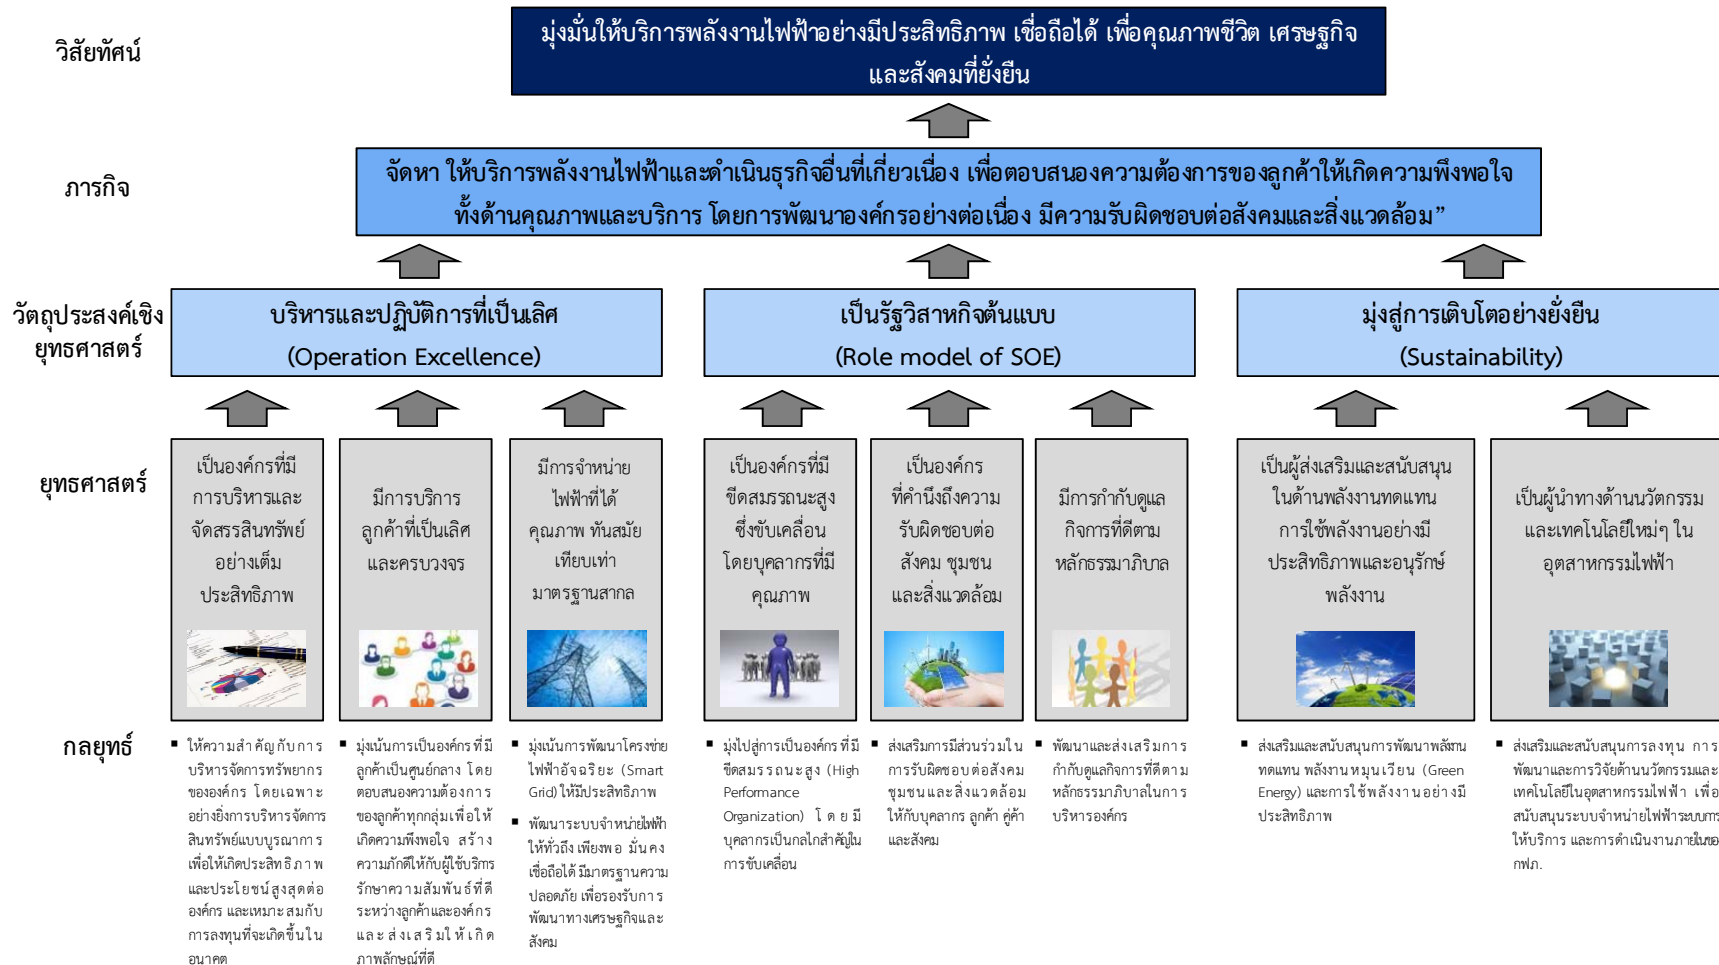 วิสัยทัศน์
มุ่งมั่นให้บริการพลังงานไฟฟ้าอย่างมีประสิทธิภาพ เชื่อถือได้ เพื่อคุณภาพชีวิต เศรษฐกิจ
และสังคมที่ยั่งยืน
ภารกิจ
จัดหา ให้บริการพลังงานไฟฟ้าและดำเนินธุรกิจอื่นที่เกี่ยวเนื่อง เพื่อตอบสนองความต้องการของลูกค้าให้เกิดความพึงพอใจ
ทั้งด้านคุณภาพและบริการ โดยการพัฒนาองค์กรอย่างต่อเนื่อง มีความรับผิดชอบต่อสังคมและสิ่งแวดล้อม”
วัตถุประสงค์เชิง
ยุทธศาสตร์
บริหารและปฏิบัติการที่เป็นเลิศ
(Operation Excellence)
เป็นรัฐวิสาหกิจต้นแบบ
(Role model of SOE)
มุ่งสู่การเติบโตอย่างยั่งยืน
(Sustainability)
ยุทธศาสตร์
เป็นองค์กรที่มี
การบริหารและ
จัดสรรสินทรัพย์
อย่างเต็ม
ประสิทธิภาพ
มีการบริการ
ลูกค้าที่เป็นเลิศ
และครบวงจร
มีการจำหน่าย
ไฟฟ้าที่ได้
คุณภาพ ทันสมัย
เทียบเท่า
มาตรฐานสากล
เป็นองค์กรที่มี
ขีดสมรรถนะสูง
ซึ่งขับเคลื่อน
โดยบุคลากรที่มี
คุณภาพ
เป็นองค์กร
ที่คำนึงถึงความ
รับผิดชอบต่อ
สังคม ชุมชน
และสิ่งแวดล้อม
มีการกำกับดูแล
กิจการที่ดีตาม
หลักธรรมาภิบาล
เป็นผู้ส่งเสริมและสนับสนุน
ในด้านพลังงานทดแทน
การใช้พลังงานอย่างมี
ประสิทธิภาพและอนุรักษ์
พลังงาน
เป็นผู้นำทางด้านนวัตกรรม
และเทคโนโลยีใหม่ๆ ใน
อุตสาหกรรมไฟฟ้า
กลยุทธ์
▪ ให้ความสำคัญกับการ
บริหารจัดการทรัพยากร
ขององค์กร โดยเฉพาะ
อย่างยิ่งการบริหารจัดการ
สินทรัพย์แบบบูรณาการ
เพื่อให้เกิดประสิทธิภาพ
และประโยชน์สูงสุดต่อ
องค์กร และเหมาะสมกับ
การลงทุนที่จะเกิดขึ้นใน
อนาคต
▪ มุ่งเน้นการเป็นองค์กรที่มี
ลูกค้าเป็นศูนย์กลาง โดย
ตอบสนองความต้องการ
ของลูกค้าทุกกลุ่มเพื่อให้
เกิดความพึงพอใจ สร้าง
ความภักดีให้กับผู้ใช้บริการ
รักษาความสัมพันธ์ที่ดี
ระหว่างลูกค้าและองค์กร
และส่งเสริมให้เกิด
ภาพลักษณ์ที่ดี
▪ มุ่งเน้นการพัฒนาโครงข่าย
ไฟฟ้าอัจฉริยะ (Smart
Grid) ให้มีประสิทธิภาพ
▪ พัฒนาระบบจำหน่ายไฟฟ้า
ให้ทั่วถึง เพียงพอ มั่นคง
เชื่อถือได้ มีมาตรฐานความ
ปลอดภัย เพื่อรองรับการ
พัฒนาทางเศรษฐกิจและ
สังคม
▪ มุ่งไปสู่การเป็นองค์กรที่มี
ขีดสมรรถนะสูง (High
Performance
Organization) โดยมี
บุคลากรเป็นกลไกสำคัญใน
การขับเคลื่อน
▪ ส่งเสริมการมีส่วนร่วมใน
การรับผิดชอบต่อสังคม
ชุมชนและสิ่งแวดล้อม
ให้กับบุคลากร ลูกค้า คู่ค้า
และสังคม
▪ พัฒนาและส่งเสริมการ
กำกับดูแลกิจการที่ดีตาม
หลักธรรมาภิบาลในการ
บริหารองค์กร
▪ ส่งเสริมและสนับสนุนการพัฒนาพลังงาน
ทดแทน พลังงานหมุนเวียน (Green
Energy) และการใช้พลังงานอย่างมี
ประสิทธิภาพ
▪ ส่งเสริมและสนับสนุนการลงทุน การ
พัฒนาและการวิจัยด้านนวัตกรรมและ
เทคโนโลยีในอุตสาหกรรมไฟฟ้า เพื่อ
สนับสนุนระบบจำหน่ายไฟฟ้าระบบการ
ให้บริการ และการดำเนินงานภายในของ
กฟภ.